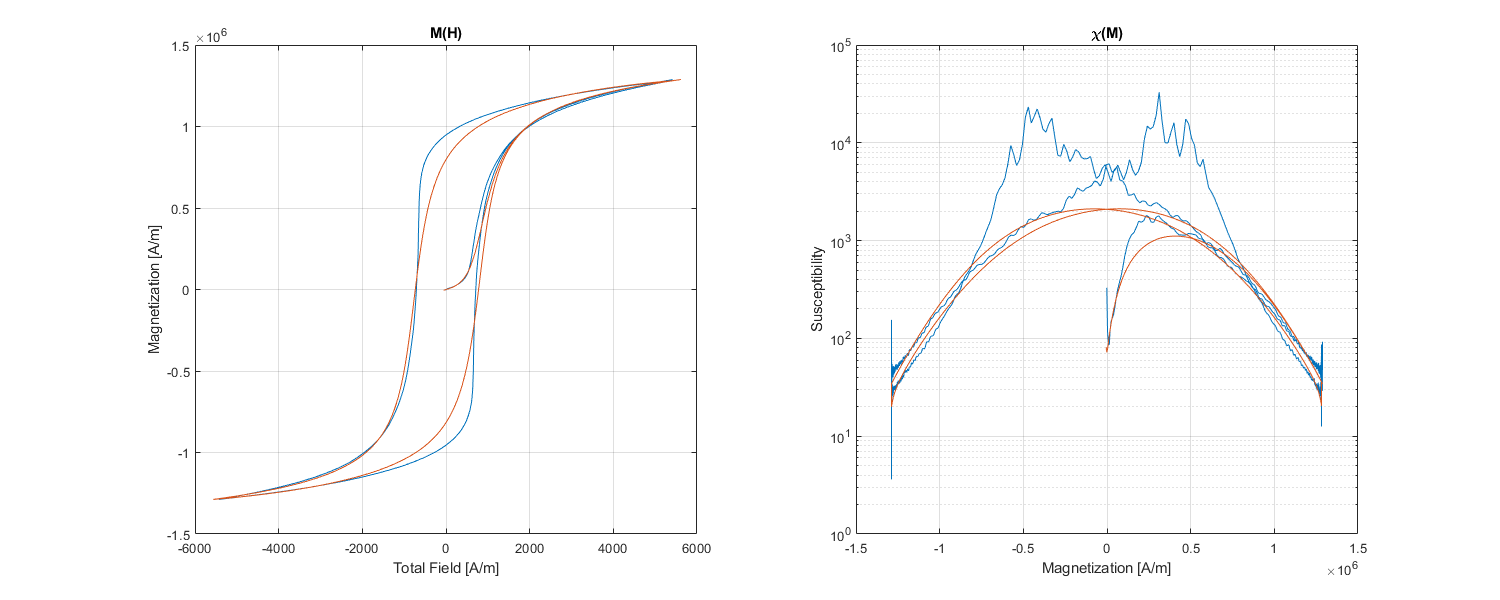 M(H)
×10^6
1.5
1
0.5
0
-0.5
-1
-1.5
Magnetization [A/m]
-6000 -4000 -2000 0 2000 4000 6000
Total Field [A/m]
χ(M)
10^5
10^4
10^3
10^2
10^1
10^0
Susceptibility
-1.5 -1 -0.5 0 0.5 1 1.5
Magnetization [A/m]
×10^6